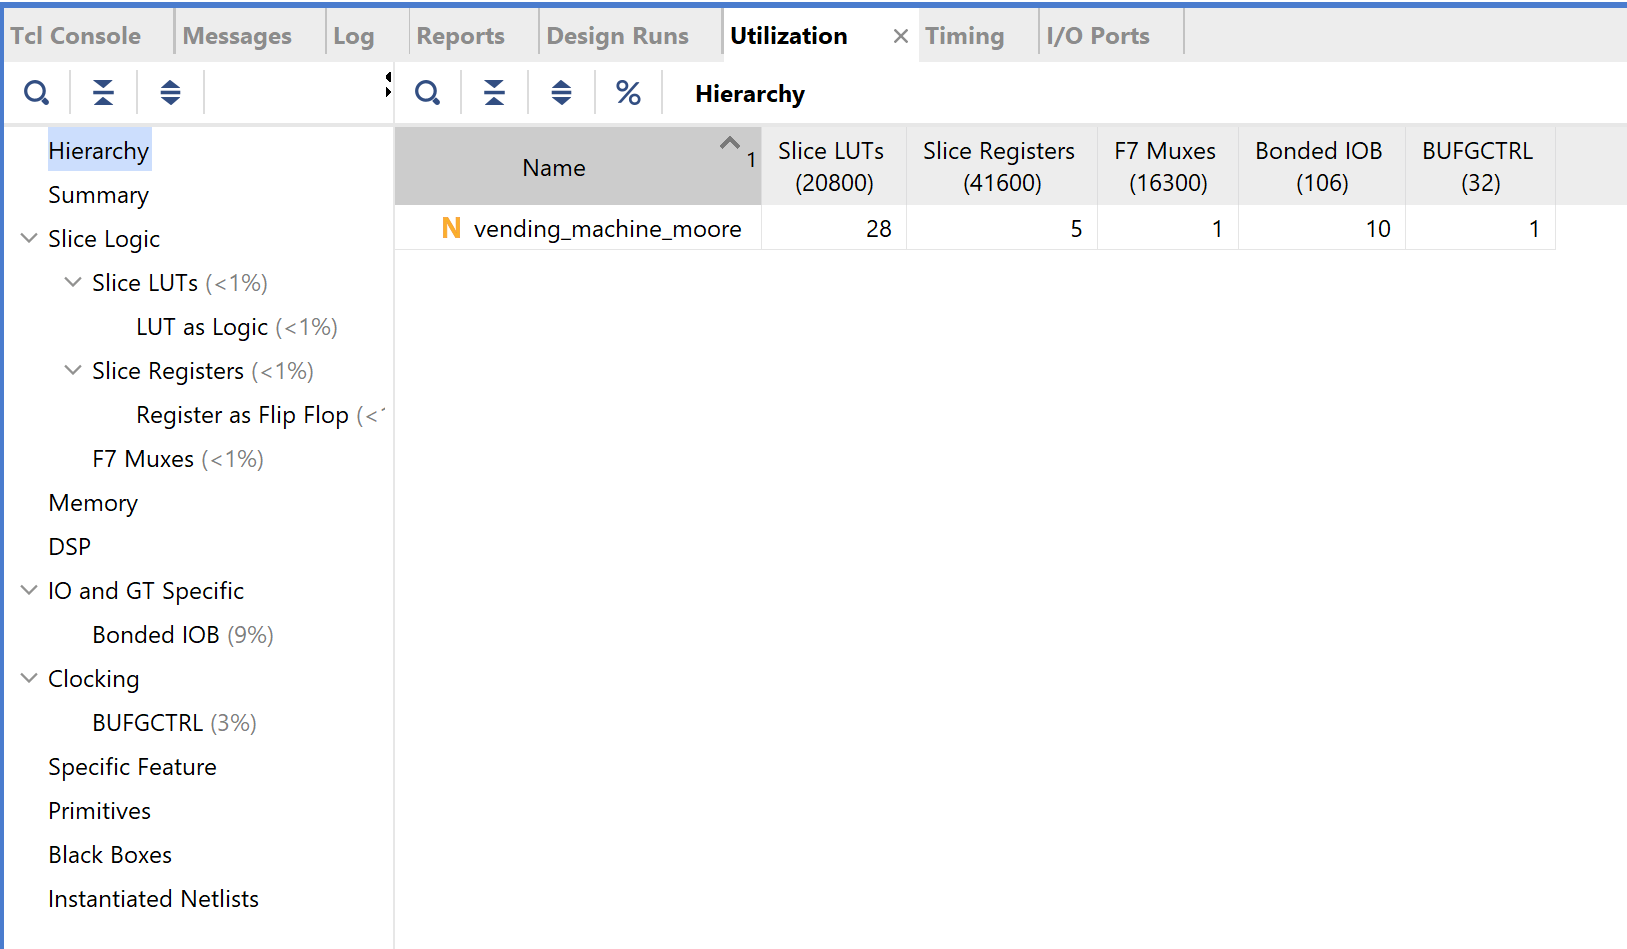 Tcl Console Messages Log Reports Design Runs Utilization Timing I/O Ports
Hierarchy
Hierarchy
Summary
Slice Logic
Slice LUTs (<1%)
LUT as Logic (<1%)
Slice Registers (<1%)
Register as Flip Flop (<
F7 Muxes (<1%)
Memory
DSP
IO and GT Specific
Bonded IOB (9%)
Clocking
BUFGCTRL (3%)
Specific Feature
Primitives
Black Boxes
Instantiated Netlists
Name 1 Slice LUTs Slice Registers F7 Muxes Bonded IOB BUFGCTRL
(20800) (41600) (16300) (106) (32)
N vending_machine_moore 28 5 1 10 1